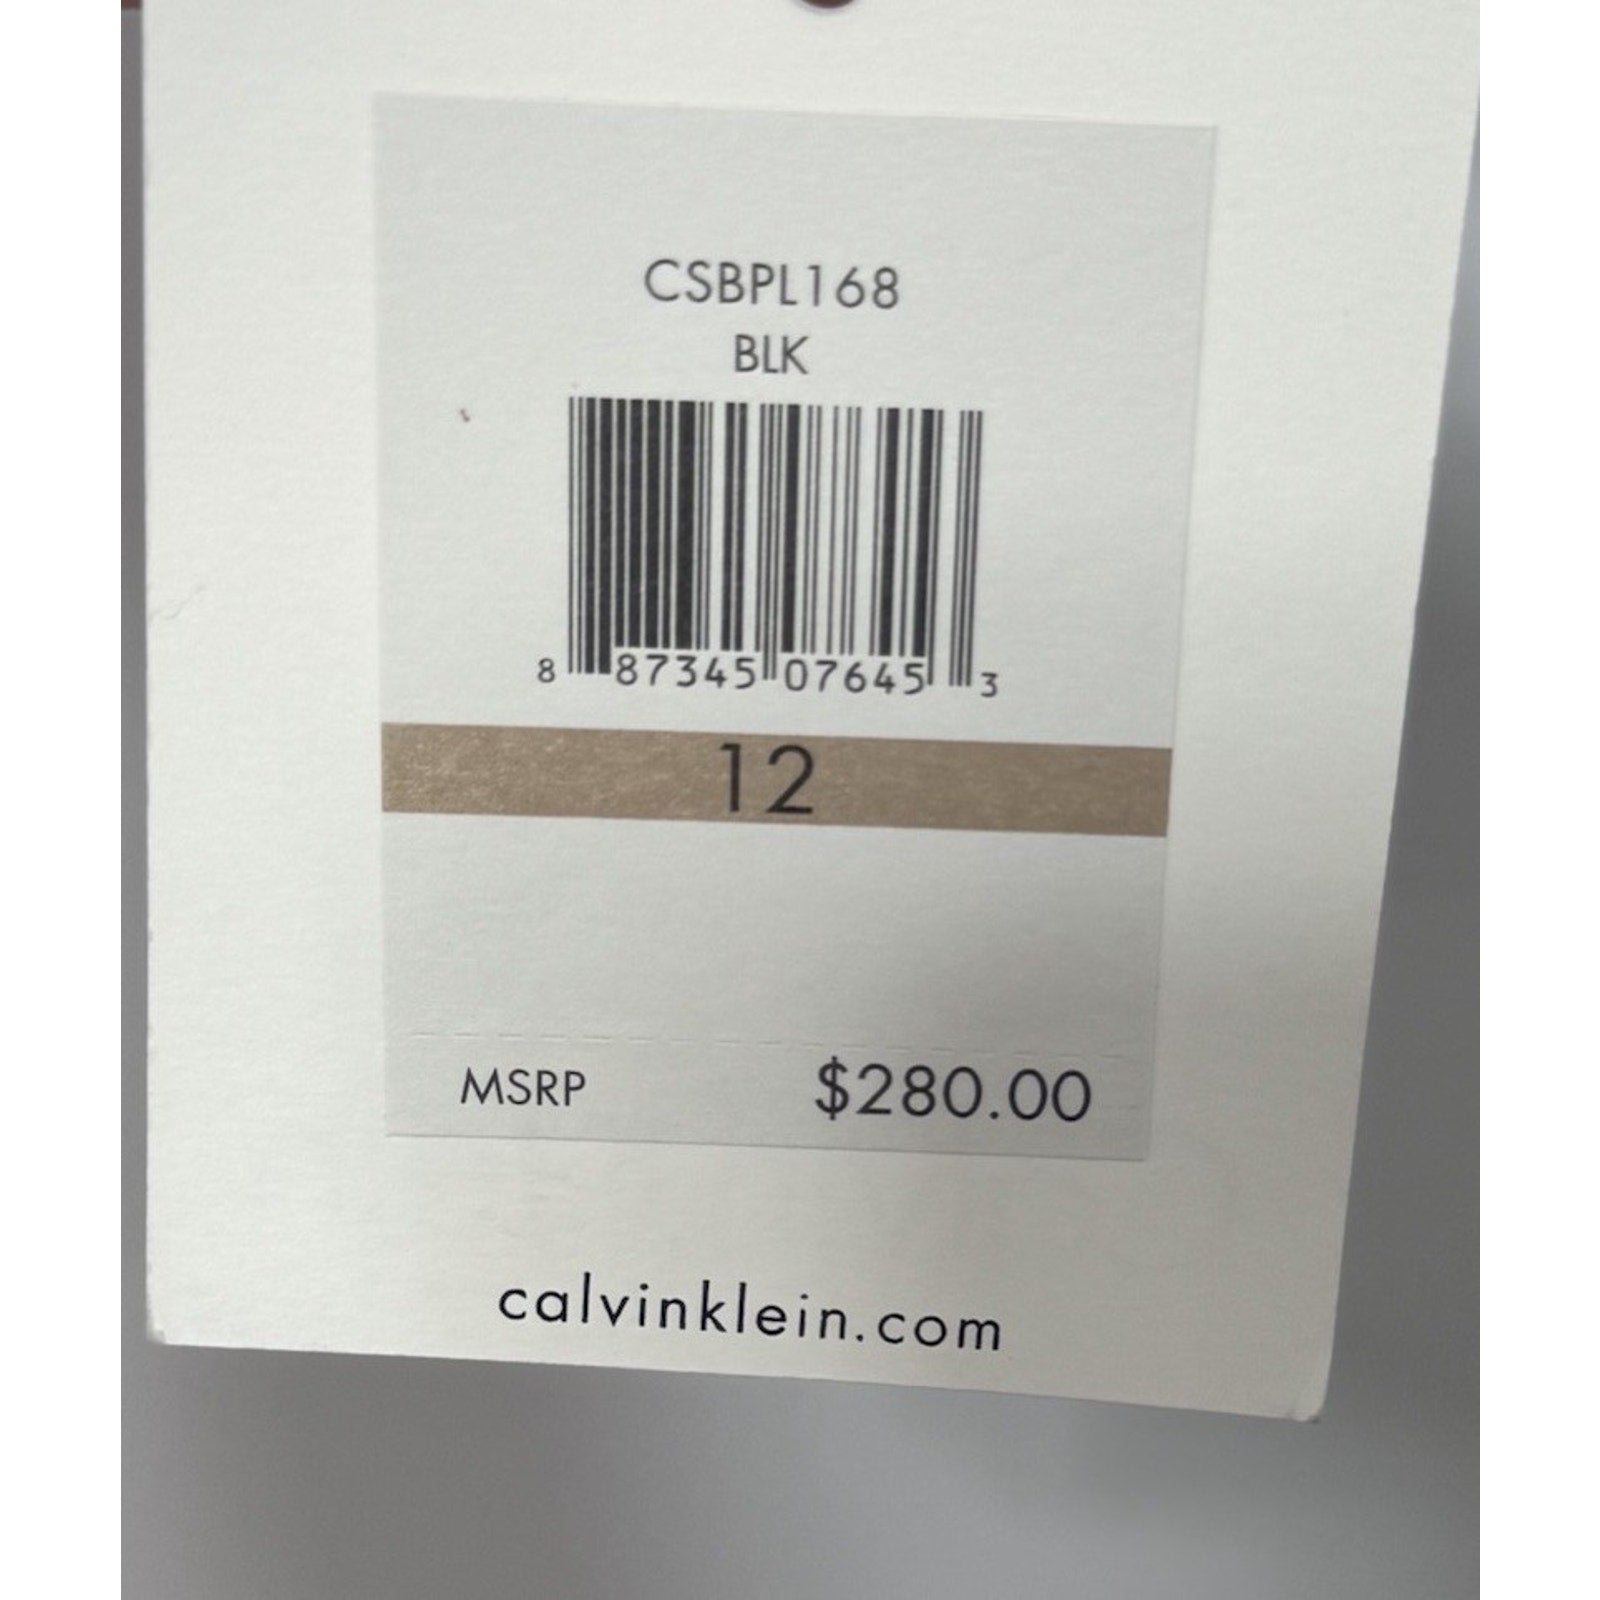 CSBPL168
BLK
8 87345 07645 3
12
MSRP $280.00
calvinklein.com